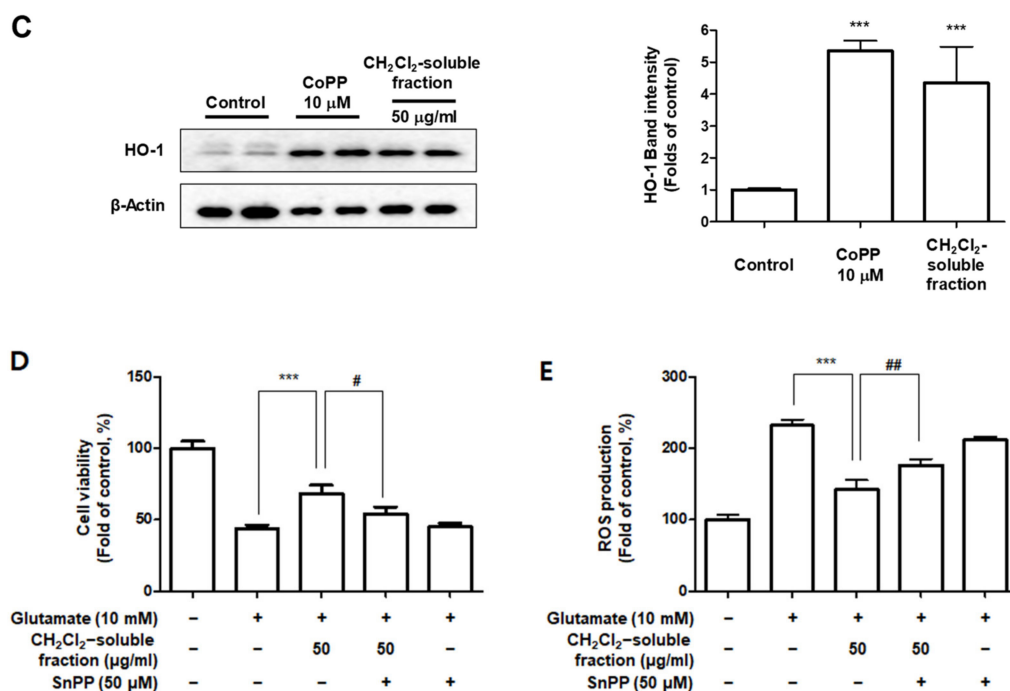 C
Control
CoPP
10 μM
CH₂Cl₂-soluble
fraction
50 μg/ml
HO-1
β-Actin
HO-1 Band intensity
(Folds of control)
6
5
4
3
2
1
0
***
***
Control
CoPP
10 μM
CH₂Cl₂-
soluble
fraction
D
Cell viability
(Fold of control, %)
150
100
50
0
***
#
Glutamate (10 mM) – + + + +
CH₂Cl₂–soluble
fraction (μg/ml) – – 50 50 –
SnPP (50 μM) – – – + +
E
ROS production
(Fold of control, %)
300
200
100
0
***
##
Glutamate (10 mM) – + + + +
CH₂Cl₂–soluble
fraction (μg/ml) – – 50 50 –
SnPP (50 μM) – – – + +